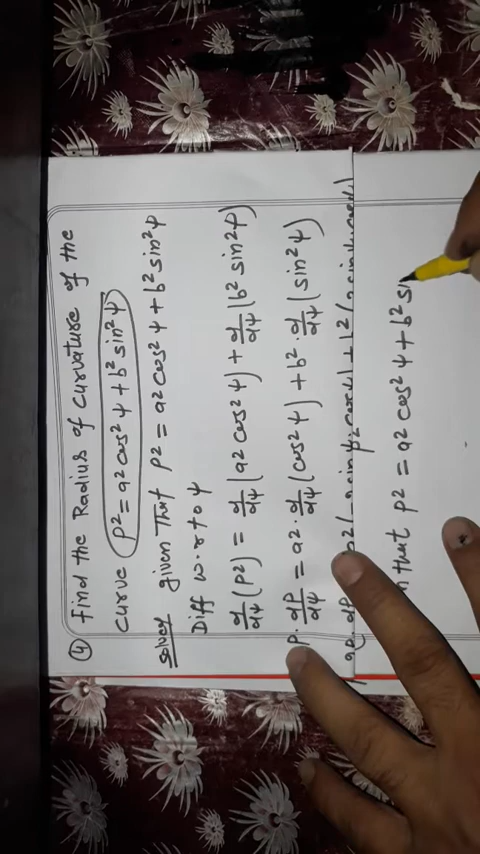 ④ Find the Radius of curvature of the
curve p² = a² cos² ψ + b² sin² ψ
given That p² = a² cos² ψ + b² sin² ψ
Diff w.r to ψ
d/dψ (p²) = d/dψ (a² cos² ψ) + d/dψ (b² sin² ψ)
p. dp/dψ = a². d/dψ (cos² ψ) + b². d/dψ (sin² ψ)
that p² = a² cos² ψ + b² si